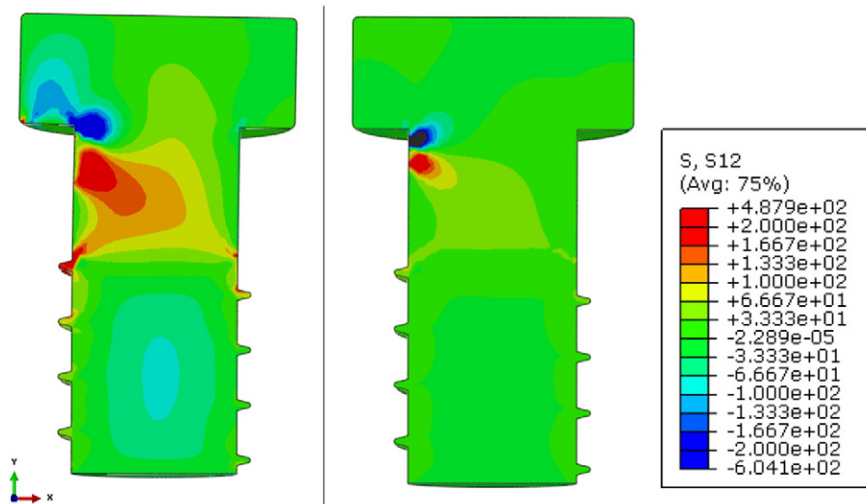 S, S12
(Avg: 75%)
+4.879e+02
+2.000e+02
+1.667e+02
+1.333e+02
+1.000e+02
+6.667e+01
+3.333e+01
-2.289e-05
-3.333e+01
-6.667e+01
-1.000e+02
-1.333e+02
-1.667e+02
-2.000e+02
-6.041e+02
Y
X